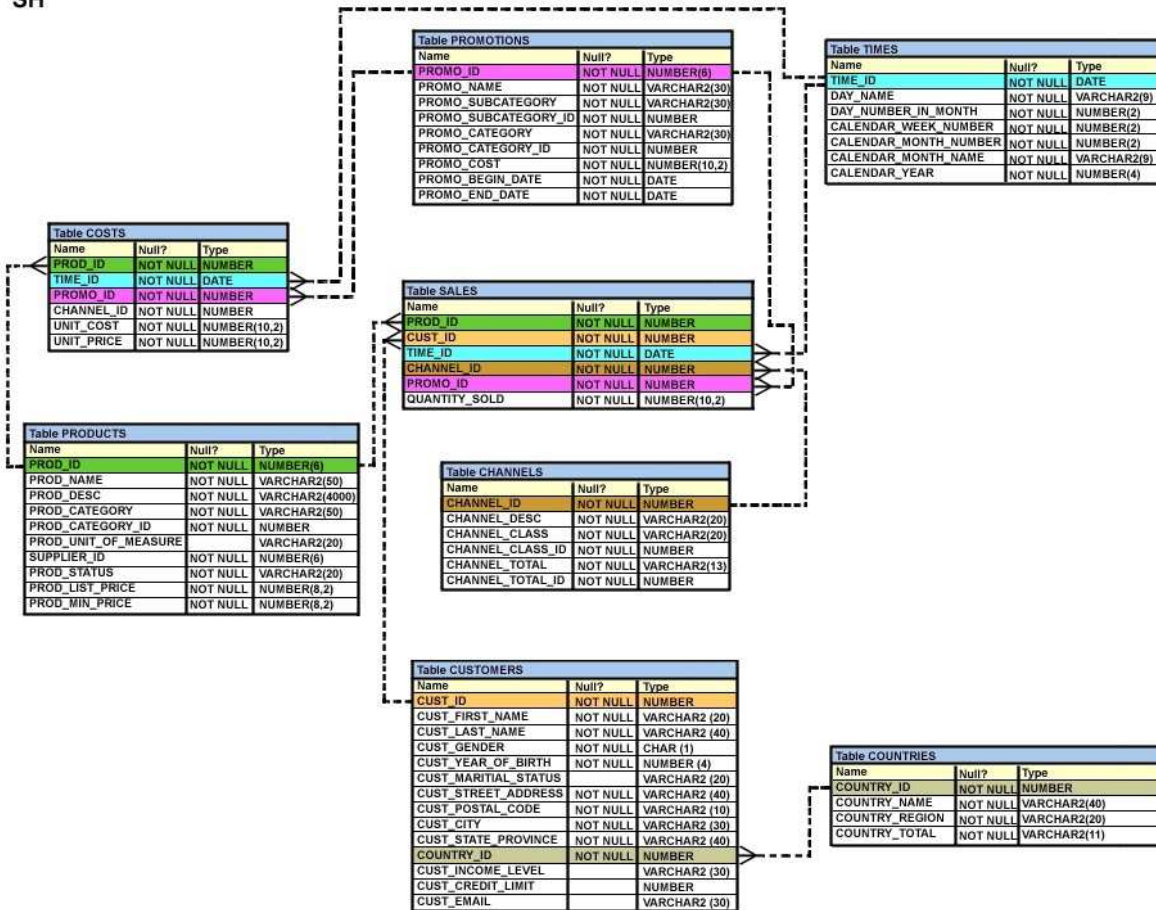 SH
Table PROMOTIONS
Name Null? Type
PROMO_ID NOT NULL NUMBER(6)
PROMO_NAME NOT NULL VARCHAR2(30)
PROMO_SUBCATEGORY NOT NULL VARCHAR2(30)
PROMO_SUBCATEGORY_ID NOT NULL NUMBER
PROMO_CATEGORY NOT NULL VARCHAR2(30)
PROMO_CATEGORY_ID NOT NULL NUMBER
PROMO_COST NOT NULL NUMBER(10,2)
PROMO_BEGIN_DATE NOT NULL DATE
PROMO_END_DATE NOT NULL DATE
Table TIMES
Name Null? Type
TIME_ID NOT NULL DATE
DAY_NAME NOT NULL VARCHAR2(9)
DAY_NUMBER_IN_MONTH NOT NULL NUMBER(2)
CALENDAR_WEEK_NUMBER NOT NULL NUMBER(2)
CALENDAR_MONTH_NUMBER NOT NULL NUMBER(2)
CALENDAR_MONTH_NAME NOT NULL VARCHAR2(9)
CALENDAR_YEAR NOT NULL NUMBER(4)
Table COSTS
Name Null? Type
PROD_ID NOT NULL NUMBER
TIME_ID NOT NULL DATE
PROMO_ID NOT NULL NUMBER
CHANNEL_ID NOT NULL NUMBER
UNIT_COST NOT NULL NUMBER(10,2)
UNIT_PRICE NOT NULL NUMBER(10,2)
Table SALES
Name Null? Type
PROD_ID NOT NULL NUMBER
CUST_ID NOT NULL NUMBER
TIME_ID NOT NULL DATE
CHANNEL_ID NOT NULL NUMBER
PROMO_ID NOT NULL NUMBER
QUANTITY_SOLD NOT NULL NUMBER(10,2)
Table PRODUCTS
Name Null? Type
PROD_ID NOT NULL NUMBER(6)
PROD_NAME NOT NULL VARCHAR2(50)
PROD_DESC NOT NULL VARCHAR2(4000)
PROD_CATEGORY NOT NULL VARCHAR2(50)
PROD_CATEGORY_ID NOT NULL NUMBER
PROD_UNIT_OF_MEASURE VARCHAR2(20)
SUPPLIER_ID NOT NULL NUMBER(6)
PROD_STATUS NOT NULL VARCHAR2(20)
PROD_LIST_PRICE NOT NULL NUMBER(8,2)
PROD_MIN_PRICE NOT NULL NUMBER(8,2)
Table CHANNELS
Name Null? Type
CHANNEL_ID NOT NULL NUMBER
CHANNEL_DESC NOT NULL VARCHAR2(20)
CHANNEL_CLASS NOT NULL VARCHAR2(20)
CHANNEL_CLASS_ID NOT NULL NUMBER
CHANNEL_TOTAL NOT NULL VARCHAR2(13)
CHANNEL_TOTAL_ID NOT NULL NUMBER
Table CUSTOMERS
Name Null? Type
CUST_ID NOT NULL NUMBER
CUST_FIRST_NAME NOT NULL VARCHAR2 (20)
CUST_LAST_NAME NOT NULL VARCHAR2 (40)
CUST_GENDER NOT NULL CHAR (1)
CUST_YEAR_OF_BIRTH NOT NULL NUMBER (4)
CUST_MARITIAL_STATUS VARCHAR2 (20)
CUST_STREET_ADDRESS NOT NULL VARCHAR2 (40)
CUST_POSTAL_CODE NOT NULL VARCHAR2 (10)
CUST_CITY NOT NULL VARCHAR2 (30)
CUST_STATE_PROVINCE NOT NULL VARCHAR2 (40)
COUNTRY_ID NOT NULL NUMBER
CUST_INCOME_LEVEL VARCHAR2 (30)
CUST_CREDIT_LIMIT NUMBER
CUST_EMAIL VARCHAR2 (30)
Table COUNTRIES
Name Null? Type
COUNTRY_ID NOT NULL NUMBER
COUNTRY_NAME NOT NULL VARCHAR2(40)
COUNTRY_REGION NOT NULL VARCHAR2(20)
COUNTRY_TOTAL NOT NULL VARCHAR2(11)